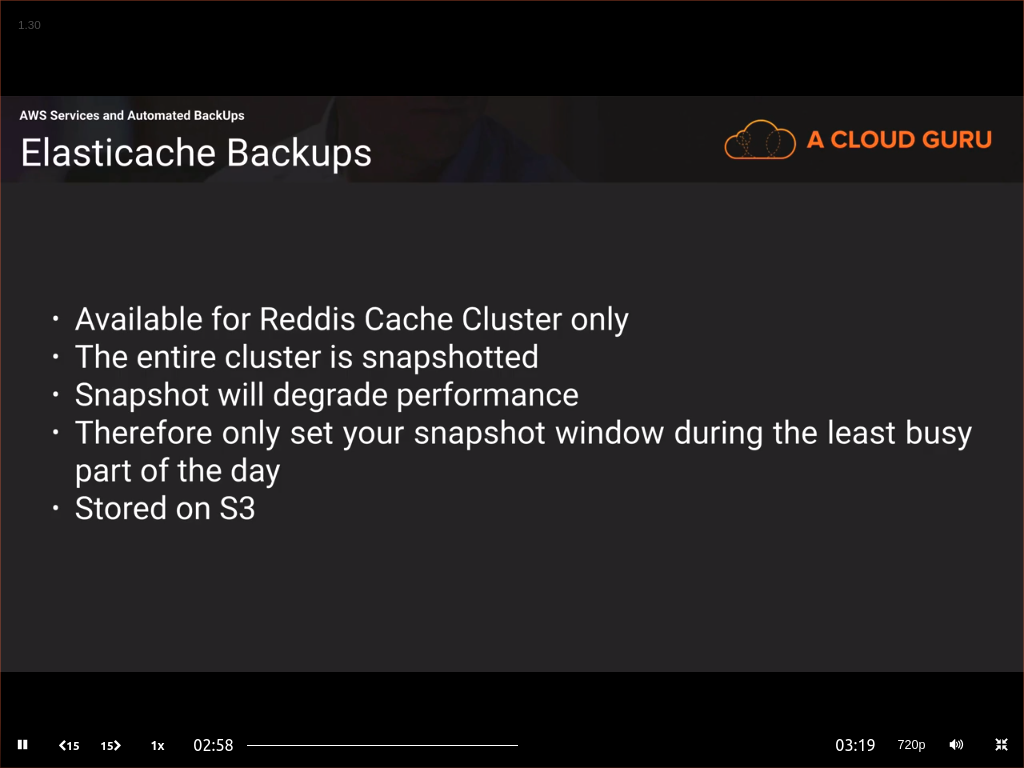 1.30
AWS Services and Automated BackUps
Elasticache Backups
A CLOUD GURU
· Available for Reddis Cache Cluster only
· The entire cluster is snapshotted
· Snapshot will degrade performance
· Therefore only set your snapshot window during the least busy
part of the day
· Stored on S3
15 15 1x 02:58 03:19 720p